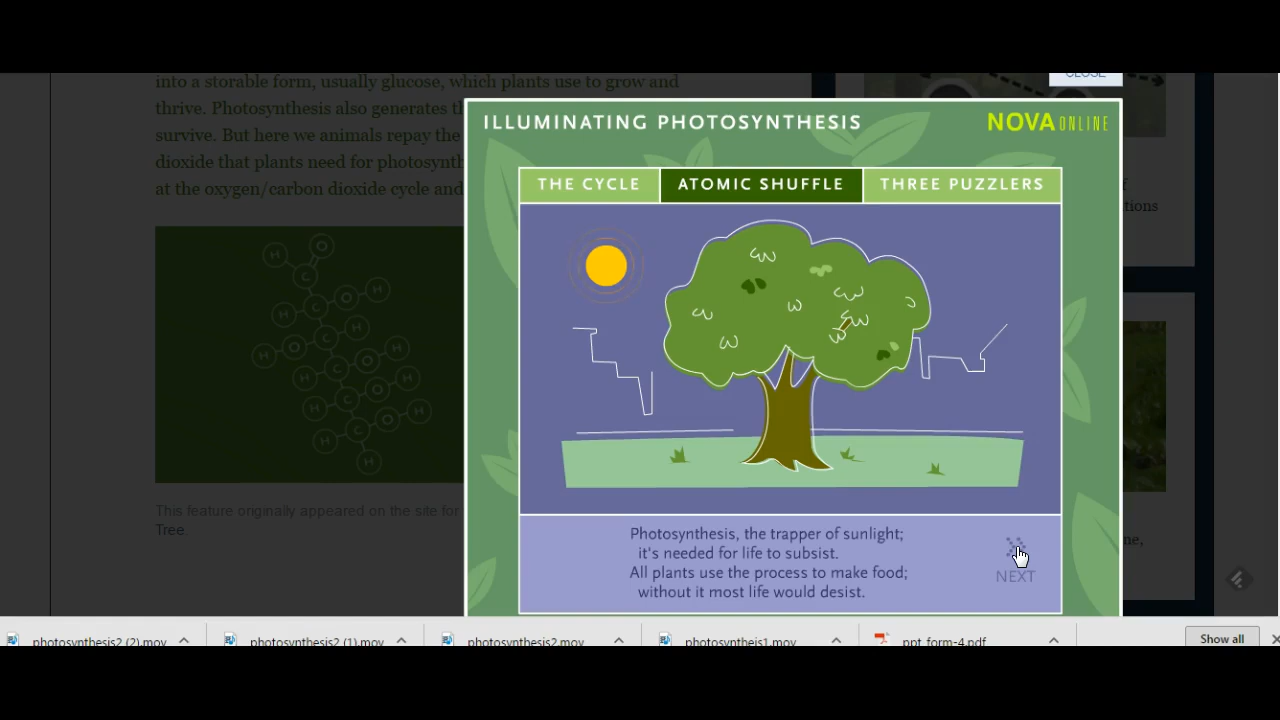 into a storable form, usually glucose, which plants use to grow and
thrive. Photosynthesis also generates th
survive. But here we animals repay the
dioxide that plants need for photosynth
at the oxygen/carbon dioxide cycle and
CLOSE
ILLUMINATING PHOTOSYNTHESIS
NOVA ONLINE
THE CYCLE
ATOMIC SHUFFLE
THREE PUZZLERS
H O
C
H C O H
O C H
H O
H C O H
H C O H
H C O
H
This feature originally appeared on the site for
Tree.
Photosynthesis, the trapper of sunlight;
it's needed for life to subsist.
All plants use the process to make food;
without it most life would desist.
NEXT
photosynthesis2 (2).mov
photosynthesis2 (1).mov
photosynthesis2.mov
photosyntheis1.mov
ppt_form-4.pdf
Show all